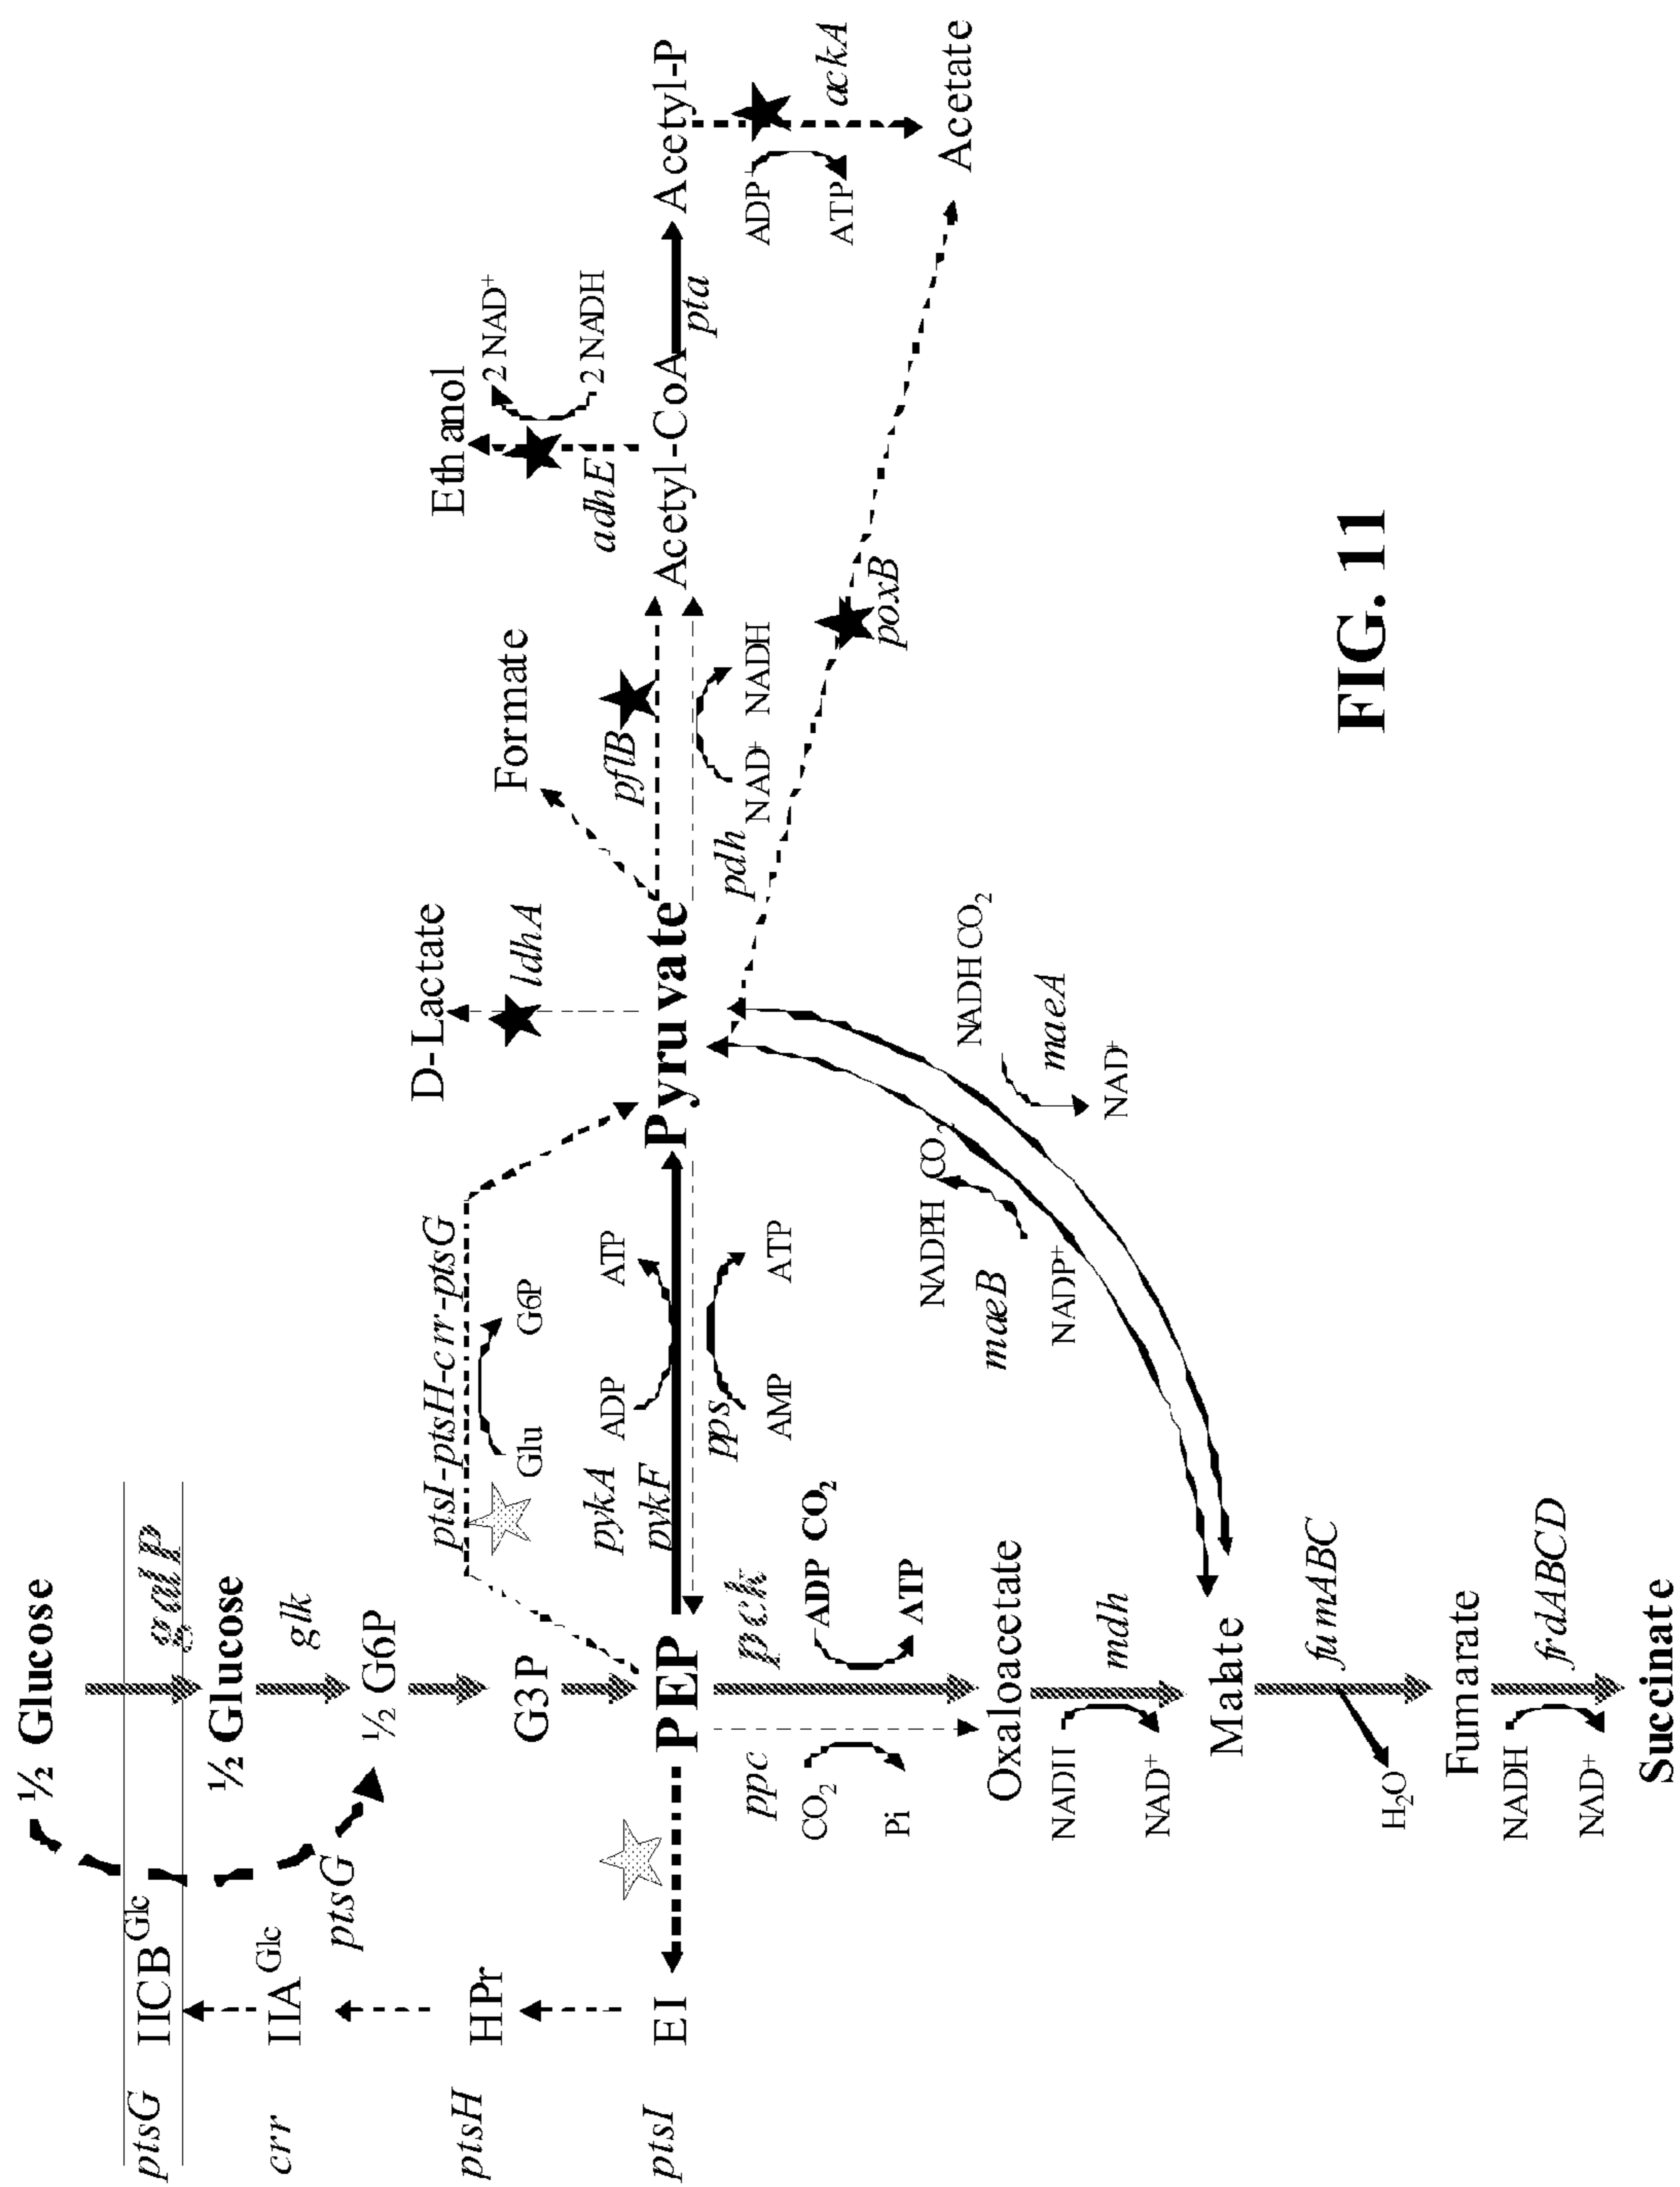 ½ Glucose
ptsG IICB^Glc galP
½ Glucose
crr IIA^Glc
ptsG
glk
½ G6P
ptsH HPr
G3P
ptsI-ptsH-crr-ptsG
Glu G6P
D-Lactate
ldhA
Formate
Ethanol
2 NAD+
2 NADH
adhE
pflB
pykA ADP ATP
pykF
ptsI EI PEP Pyruvate Acetyl-CoA Acetyl-P
pta
pps AMP ATP
pdh NAD+ NADH
ADP
ATP
ackA
ppc pck
CO2 ADP CO2
Pi ATP
poxB
Acetate
Oxaloacetate
NADPH CO2
NADH CO2
maeB maeA
NADP+
NAD+
NADH mdh
NAD+
Malate
fumABC
H2O
Fumarate
NADH frdABCD
NAD+
Succinate
FIG. 11